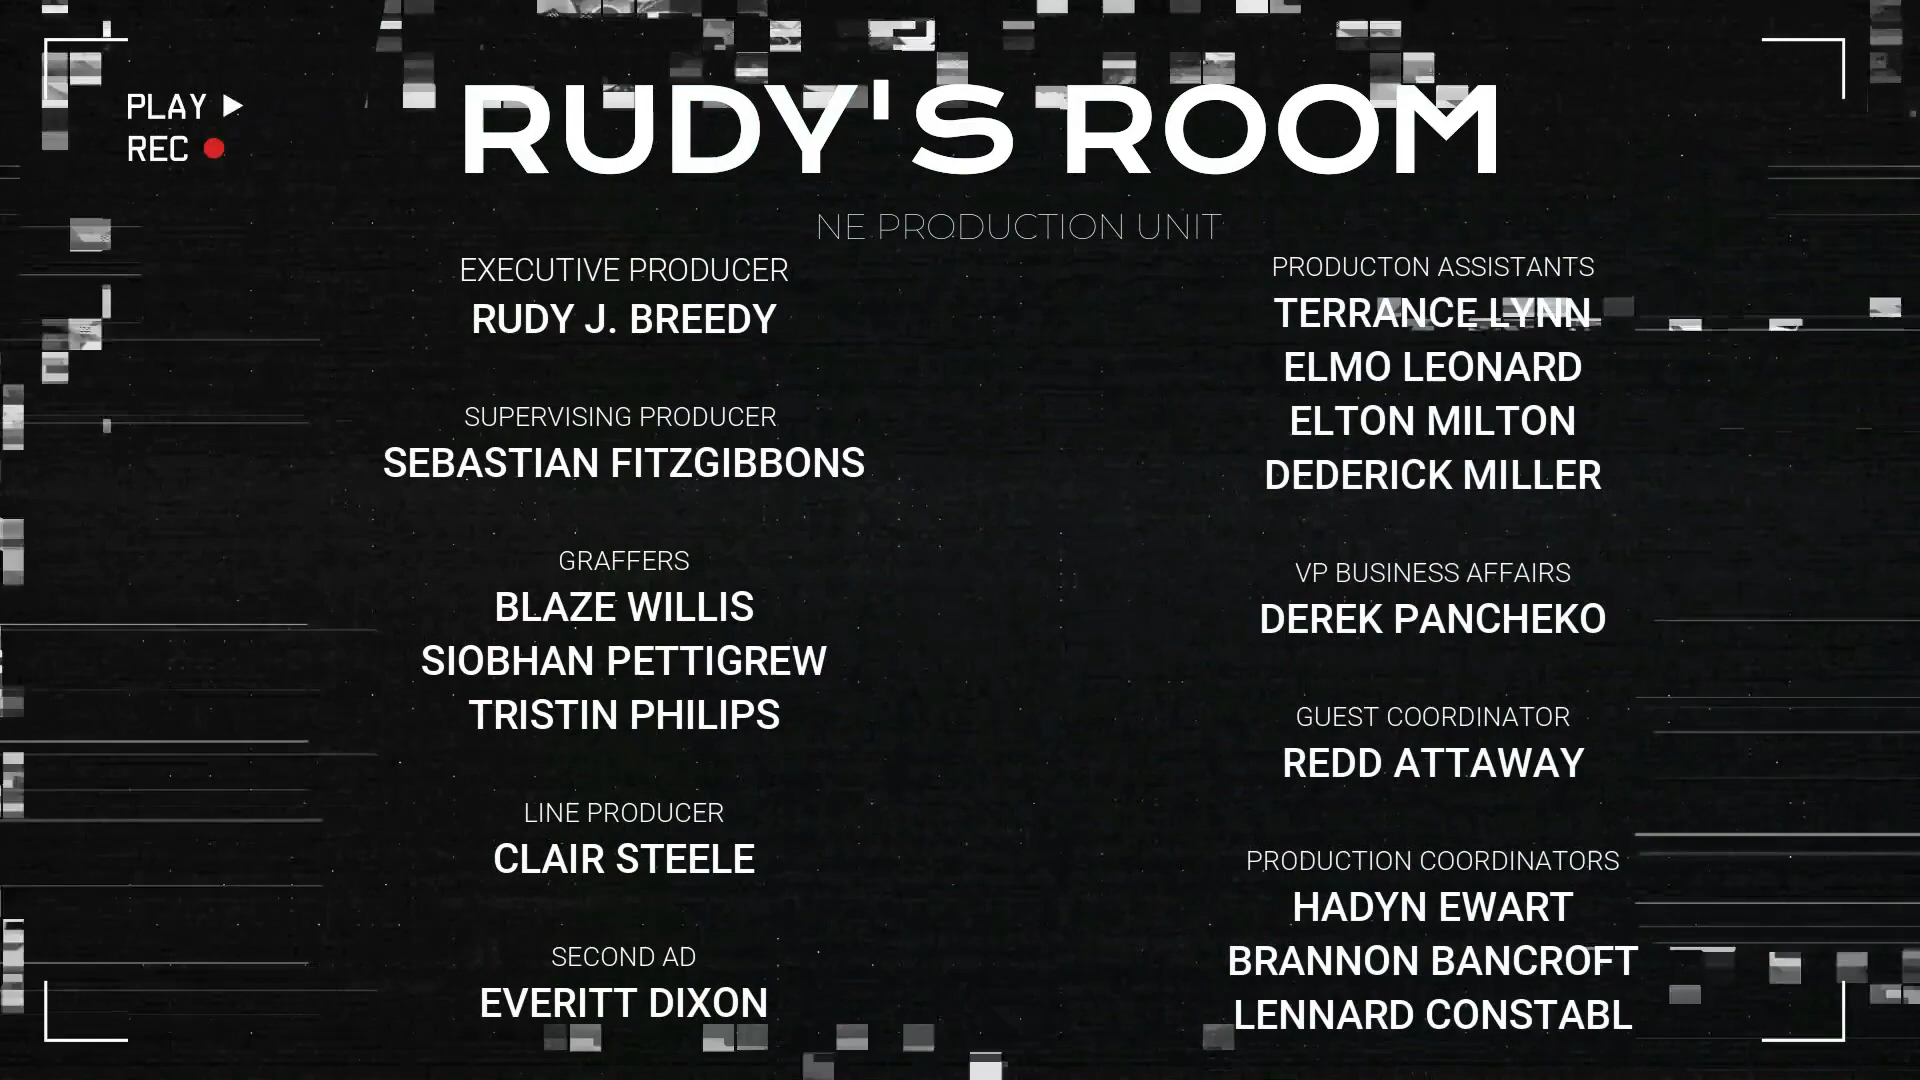 PLAY
REC
RUDY'S ROOM
NE PRODUCTION UNIT
EXECUTIVE PRODUCER
RUDY J. BREEDY
SUPERVISING PRODUCER
SEBASTIAN FITZGIBBONS
GRAFFERS
BLAZE WILLIS
SIOBHAN PETTIGREW
TRISTIN PHILIPS
LINE PRODUCER
CLAIR STEELE
SECOND AD
EVERITT DIXON
PRODUCTON ASSISTANTS
TERRANCE LYNN
ELMO LEONARD
ELTON MILTON
DEDERICK MILLER
VP BUSINESS AFFAIRS
DEREK PANCHEKO
GUEST COORDINATOR
REDD ATTAWAY
PRODUCTION COORDINATORS
HADYN EWART
BRANNON BANCROFT
LENNARD CONSTABL